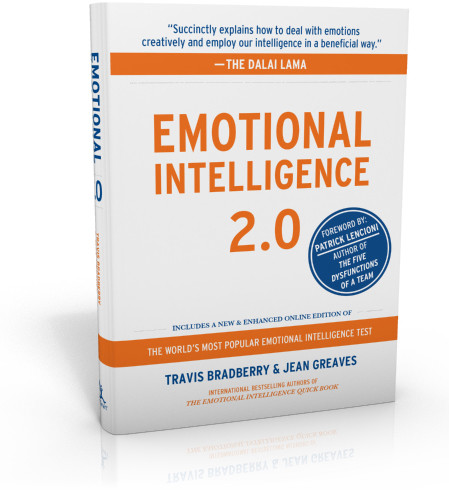 “Succinctly explains how to deal with emotions
creatively and employ our intelligence in a beneficial way.”
—THE DALAI LAMA
EMOTIONAL
INTELLIGENCE
2.0
FOREWORD BY:
PATRICK LENCIONI
AUTHOR OF
THE FIVE
DYSFUNCTIONS
OF A TEAM
INCLUDES A NEW & ENHANCED ONLINE EDITION OF
THE WORLD'S MOST POPULAR EMOTIONAL INTELLIGENCE TEST
TRAVIS BRADBERRY & JEAN GREAVES
INTERNATIONAL BESTSELLING AUTHORS OF
THE EMOTIONAL INTELLIGENCE QUICK BOOK
EMOTIONAL
TRAVIS BRADBERRY